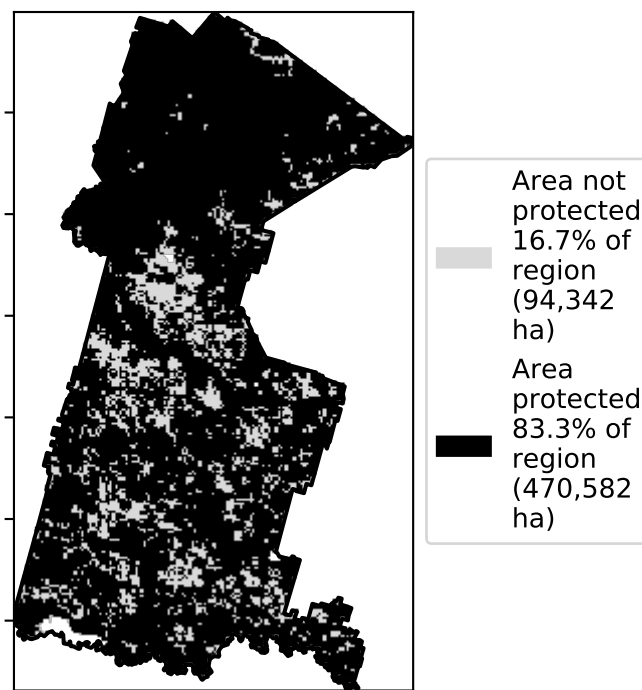 Area not
protected
16.7% of
region
(94,342
ha)
Area
protected
83.3% of
region
(470,582
ha)